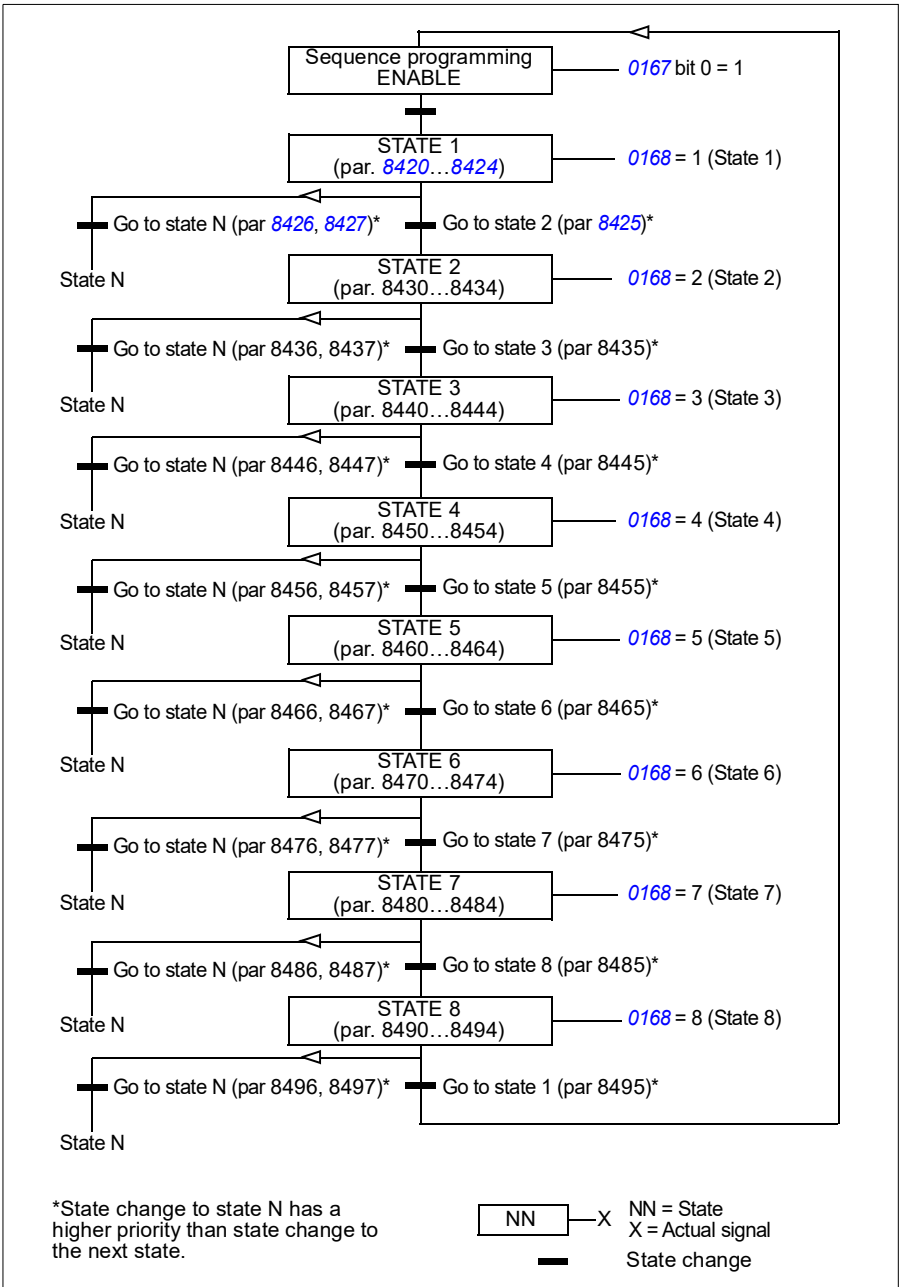 Sequence programming
ENABLE
0167 bit 0 = 1
STATE 1
(par. 8420…8424)
0168 = 1 (State 1)
Go to state N (par 8426, 8427)*
Go to state 2 (par 8425)*
State N
STATE 2
(par. 8430…8434)
0168 = 2 (State 2)
Go to state N (par 8436, 8437)*
Go to state 3 (par 8435)*
State N
STATE 3
(par. 8440…8444)
0168 = 3 (State 3)
Go to state N (par 8446, 8447)*
Go to state 4 (par 8445)*
State N
STATE 4
(par. 8450…8454)
0168 = 4 (State 4)
Go to state N (par 8456, 8457)*
Go to state 5 (par 8455)*
State N
STATE 5
(par. 8460…8464)
0168 = 5 (State 5)
Go to state N (par 8466, 8467)*
Go to state 6 (par 8465)*
State N
STATE 6
(par. 8470…8474)
0168 = 6 (State 6)
Go to state N (par 8476, 8477)*
Go to state 7 (par 8475)*
State N
STATE 7
(par. 8480…8484)
0168 = 7 (State 7)
Go to state N (par 8486, 8487)*
Go to state 8 (par 8485)*
State N
STATE 8
(par. 8490…8494)
0168 = 8 (State 8)
Go to state N (par 8496, 8497)*
Go to state 1 (par 8495)*
State N
*State change to state N has a
higher priority than state change to
the next state.
NN
X
NN = State
X = Actual signal
State change